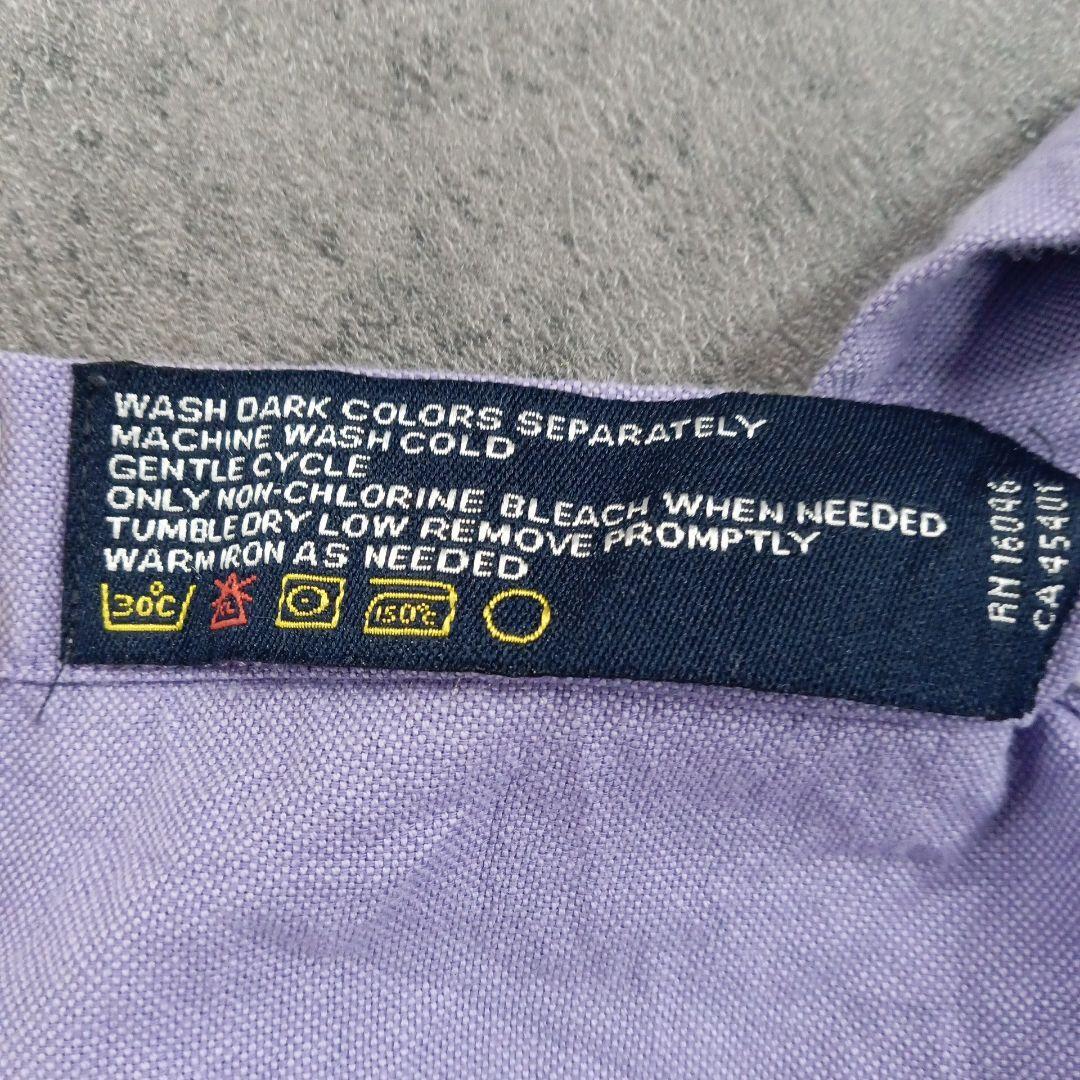 WASH DARK COLORS SEPARATELY
MACHINE WASH COLD
GENTLE CYCLE
ONLY NON-CHLORINE BLEACH WHEN NEEDED
TUMBLE DRY LOW REMOVE PROMPTLY
WARM IRON AS NEEDED
30°C CL 150°C
RN 16046
CA 45401